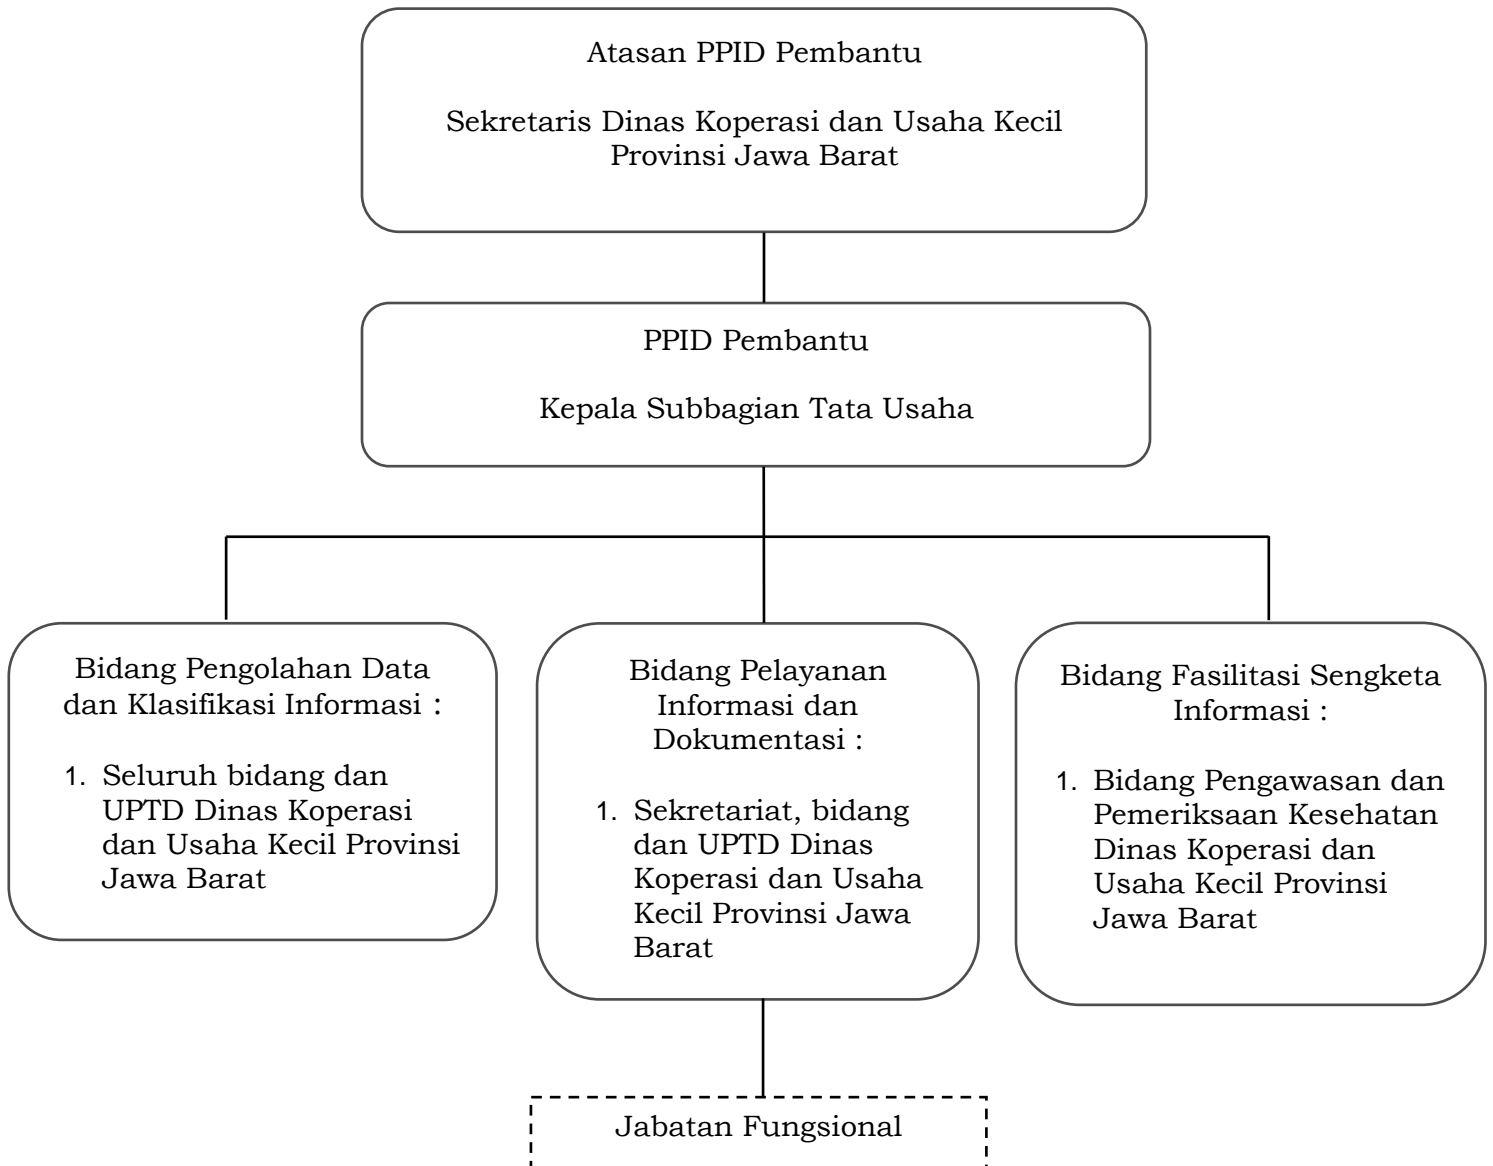 Atasan PPID Pembantu
Sekretaris Dinas Koperasi dan Usaha Kecil
Provinsi Jawa Barat
PPID Pembantu
Kepala Subbagian Tata Usaha
Bidang Pengolahan Data
dan Klasifikasi Informasi :
1. Seluruh bidang dan
UPTD Dinas Koperasi
dan Usaha Kecil Provinsi
Jawa Barat
Bidang Pelayanan
Informasi dan
Dokumentasi :
1. Sekretariat, bidang
dan UPTD Dinas
Koperasi dan Usaha
Kecil Provinsi Jawa
Barat
Bidang Fasilitasi Sengketa
Informasi :
1. Bidang Pengawasan dan
Pemeriksaan Kesehatan
Dinas Koperasi dan
Usaha Kecil Provinsi
Jawa Barat
Jabatan Fungsional